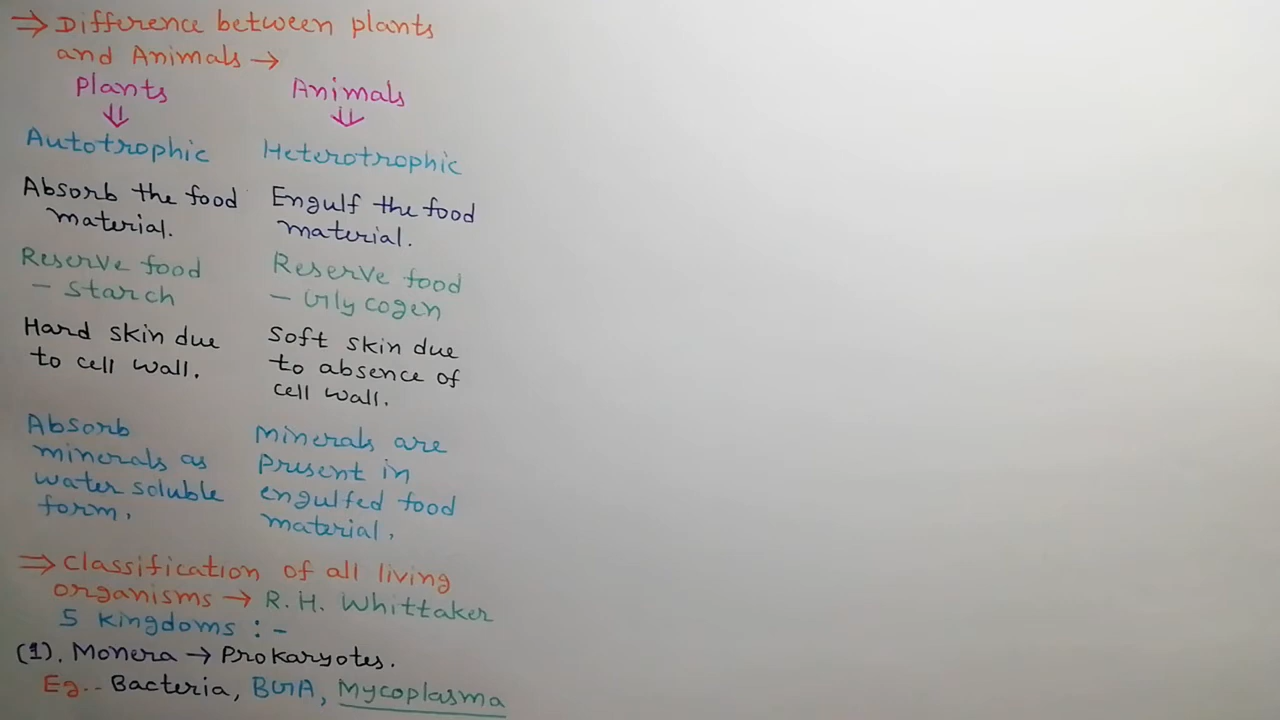 ⇒ Difference between plants
and Animals →
Plants Animals
⇓ ⇓
Autotrophic Heterotrophic
Absorb the food Engulf the food
material. material.
Reserve food Reserve food
- Starch - Glycogen
Hard skin due Soft skin due
to cell wall. to absence of
cell wall.
Absorb Minerals are
minerals as Present in
water soluble engulfed food
form, material,
⇒ Classification of all living
organisms → R. H. Whittaker
5 Kingdoms : -
(1). Monera → Prokaryotes.
Eg.- Bacteria, BGA, Mycoplasma